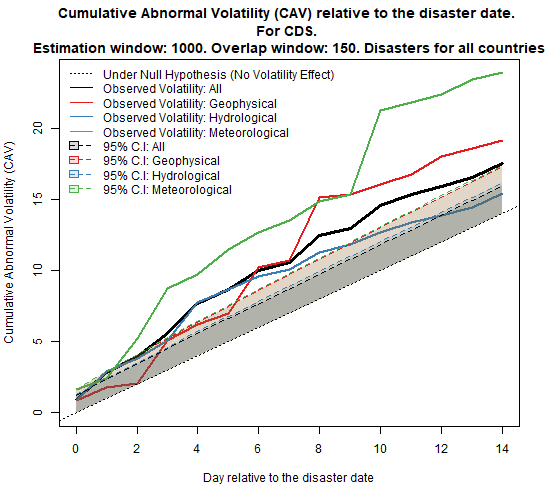 Cumulative Abnormal Volatility (CAV) relative to the disaster date.
For CDS.
Estimation window: 1000. Overlap window: 150. Disasters for all countries
Under Null Hypothesis (No Volatility Effect)
Observed Volatility: All
Observed Volatility: Geophysical
Observed Volatility: Hydrological
Observed Volatility: Meteorological
95% C.I: All
95% C.I: Geophysical
95% C.I: Hydrological
95% C.I: Meteorological
Cumulative Abnormal Volatility (CAV)
20
15
10
5
0
0 2 4 6 8 10 12 14
Day relative to the disaster date